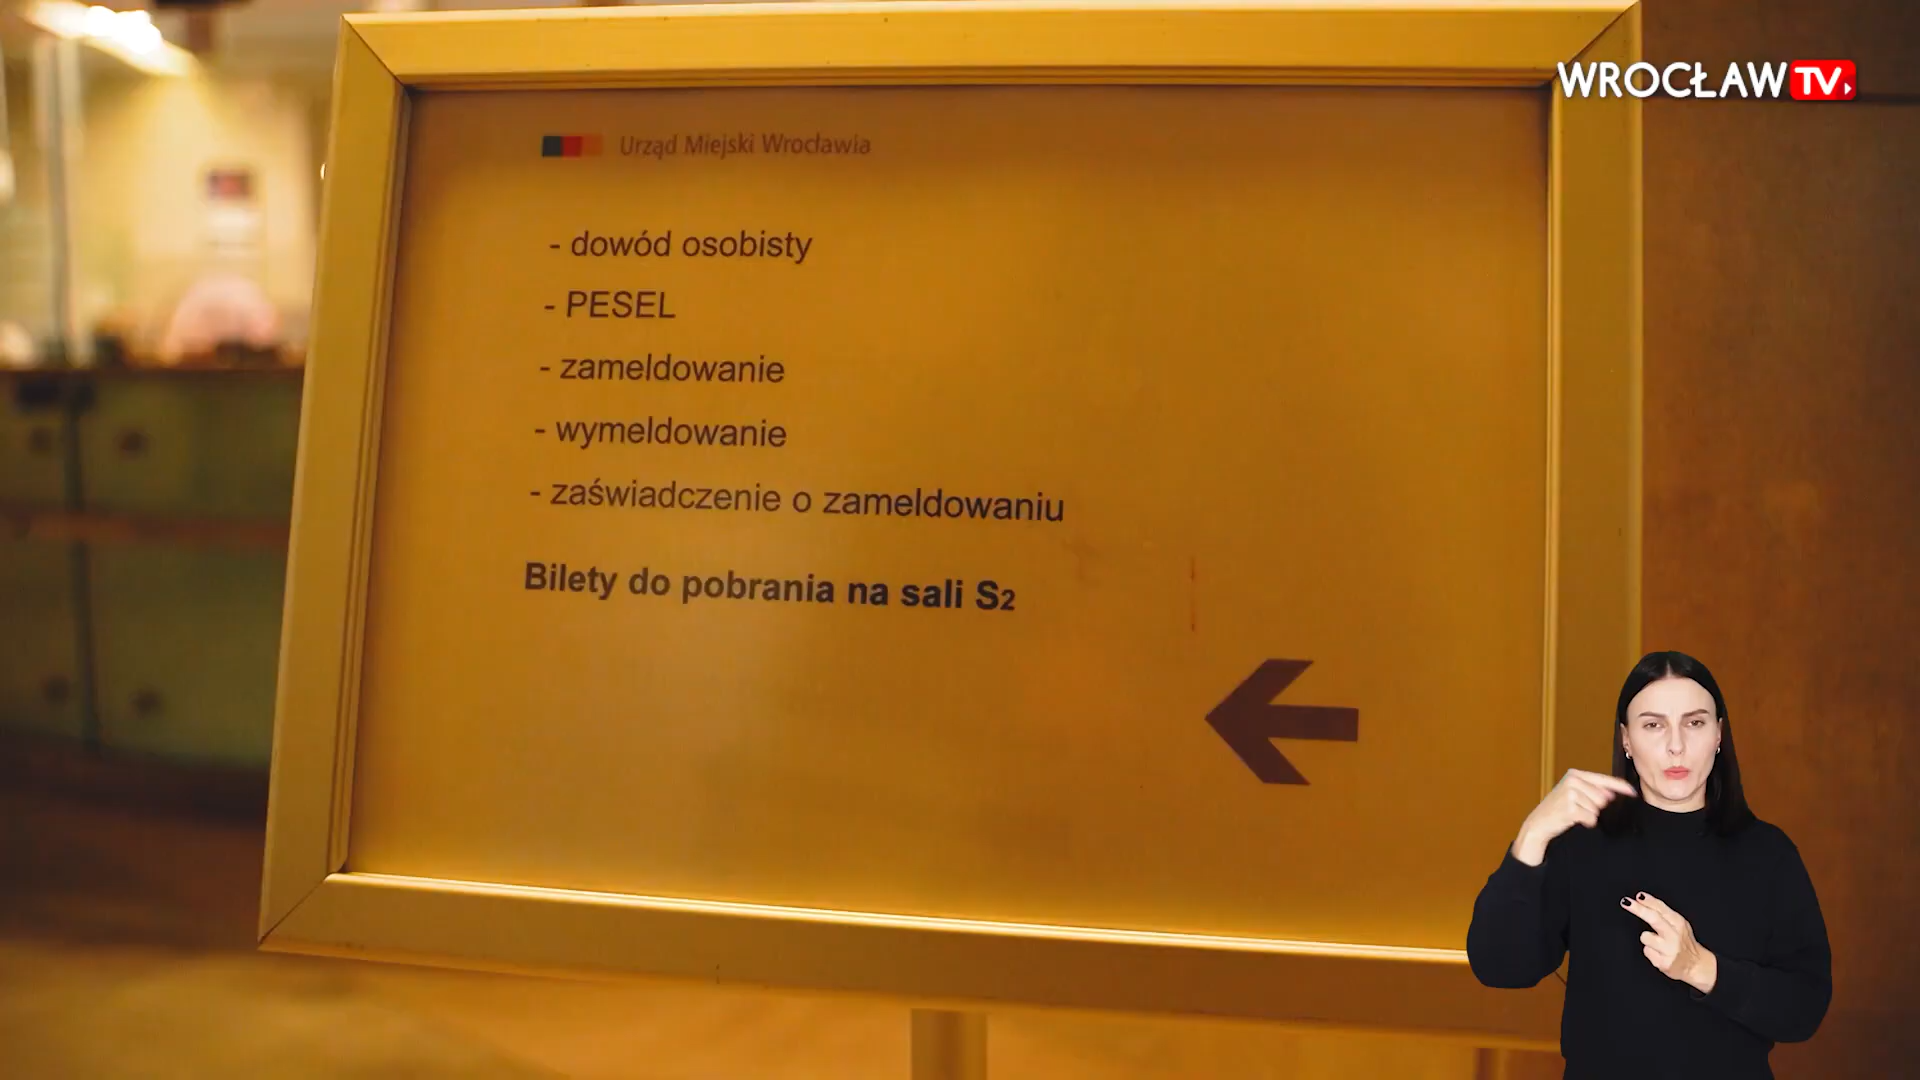 WROCŁAW TV
Urząd Miejski Wrocławia
- dowód osobisty
- PESEL
- zameldowanie
- wymeldowanie
- zaświadczenie o zameldowaniu
Bilety do pobrania na sali S2